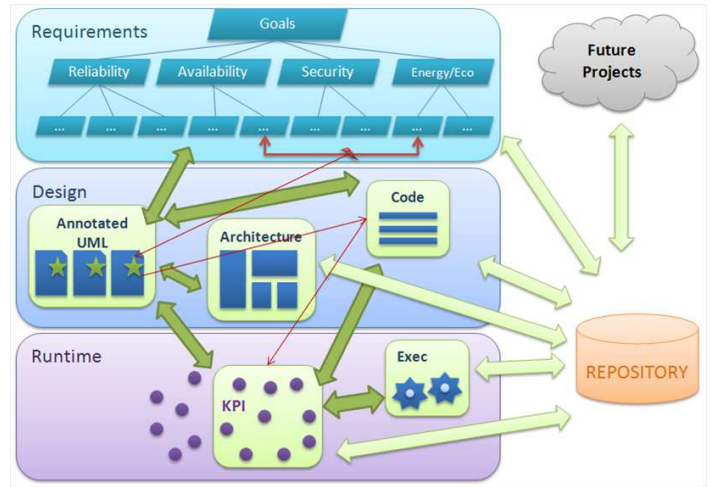 Requirements
Goals
Reliability
Availability
Security
Energy/Eco
...
...
...
...
...
...
...
...
...
Future
Projects
Design
Annotated
UML
Architecture
Code
Runtime
KPI
Exec
REPOSITORY